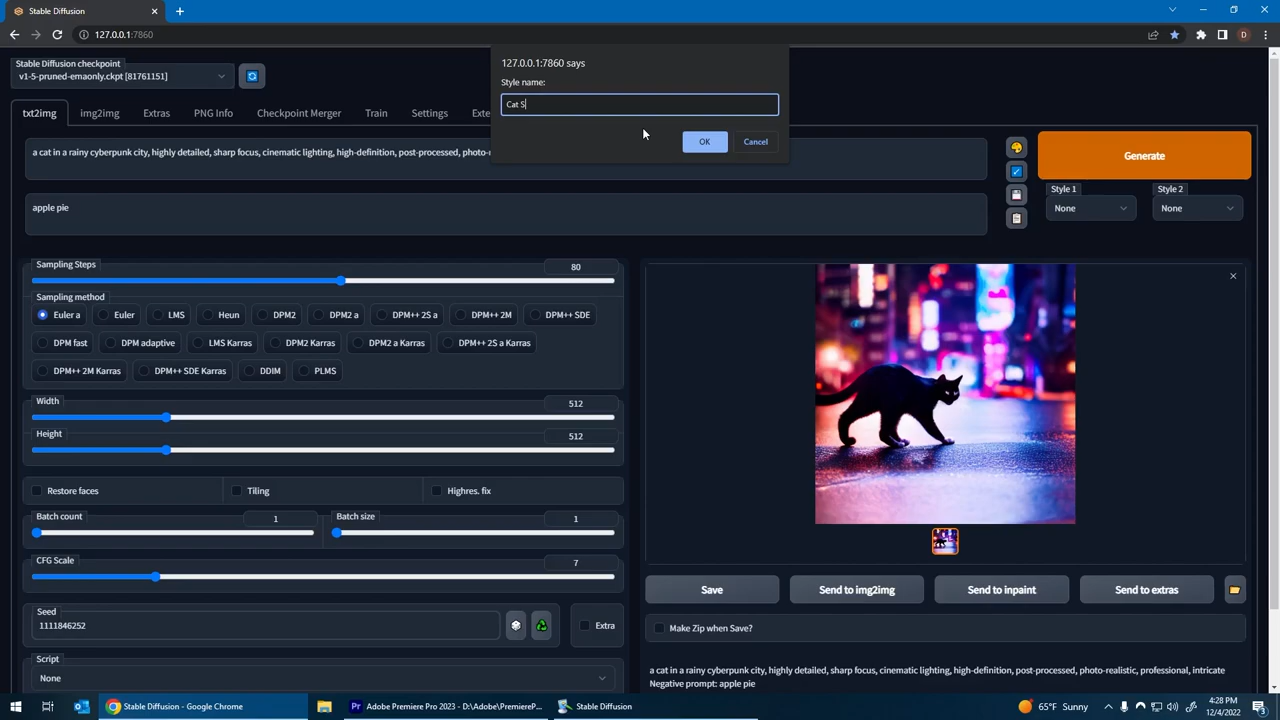 Stable Diffusion
127.0.0.1:7860
D
Stable Diffusion checkpoint
v1-5-pruned-emaonly.ckpt [81761151]
127.0.0.1:7860 says
Style name:
Cat S
OK
Cancel
txt2img
img2img
Extras
PNG Info
Checkpoint Merger
Train
Settings
Exte
a cat in a rainy cyberpunk city, highly detailed, sharp focus, cinematic lighting, high-definition, post-processed, photo-
apple pie
Generate
Style 1
None
Style 2
None
Sampling Steps
80
Sampling method
Euler a
Euler
LMS
Heun
DPM2
DPM2 a
DPM++ 2S a
DPM++ 2M
DPM++ SDE
DPM fast
DPM adaptive
LMS Karras
DPM2 Karras
DPM2 a Karras
DPM++ 2S a Karras
DPM++ 2M Karras
DPM++ SDE Karras
DDIM
PLMS
Width
512
Height
512
Restore faces
Tiling
Highres. fix
Batch count
1
Batch size
1
CFG Scale
7
Seed
1111846252
Extra
Script
None
Save
Send to img2img
Send to inpaint
Send to extras
Make Zip when Save?
a cat in a rainy cyberpunk city, highly detailed, sharp focus, cinematic lighting, high-definition, post-processed, photo-realistic, professional, intricate
Negative prompt: apple pie
Stable Diffusion - Google Chrome
Adobe Premiere Pro 2023 - D:\Adobe\PremiereP...
Stable Diffusion
65°F Sunny
4:28 PM
12/4/2022
3